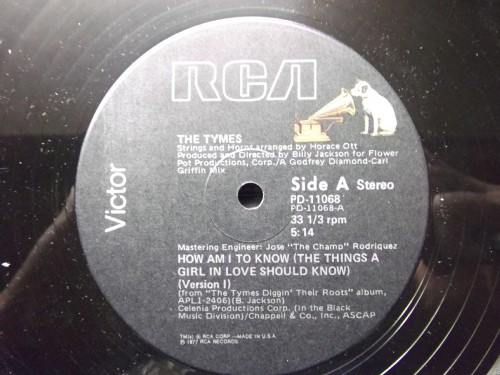 RCA
Victor
THE TYMES
Strings and Horns arranged by Horace Ott
Produced and Directed by Billy Jackson for Flower
Pot Productions, Corp./A Godfrey Diamond-Carl
Griffin Mix
Side A Stereo
PD-11068
PD-11068-A
33 1/3 rpm
5:14
Mastering Engineer: Jose "The Champ" Rodriquez
HOW AM I TO KNOW (THE THINGS A
GIRL IN LOVE SHOULD KNOW)
(Version I)
(from "The Tymes Diggin' Their Roots" album,
APL1-2406)(B. Jackson)
Celenia Productions Corp. (In the Black
Music Division)/Chappell & Co., Inc., ASCAP
TM(s) ® RCA CORP.—MADE IN U.S.A.
℗ 1977 RCA RECORDS